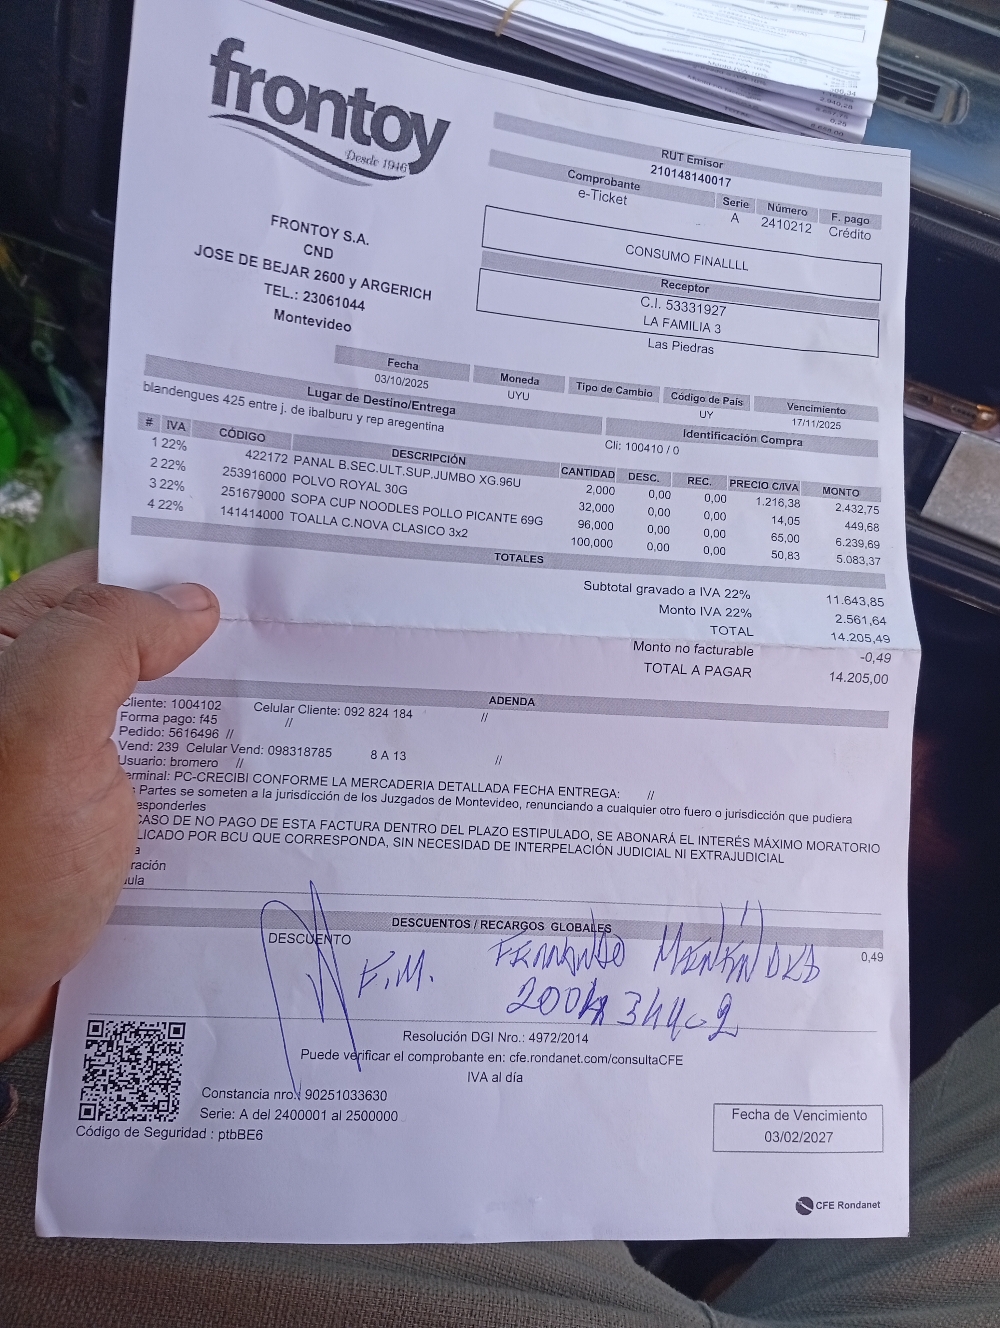 frontoy
Desde 1946
FRONTOY S.A.
CND
JOSE DE BEJAR 2600 y ARGERICH
TEL.: 23061044
Montevideo
RUT Emisor
210148140017
Comprobante Serie Número F. pago
e-Ticket A 2410212 Crédito
CONSUMO FINALLLL
Receptor
C.I. 53331927
LA FAMILIA 3
Las Piedras
Fecha Moneda Tipo de Cambio Código de País Vencimiento
03/10/2025 UYU UY 17/11/2025
Lugar de Destino/Entrega Identificación Compra
blandengues 425 entre j. de ibalburu y rep aregentina Cli: 100410 / 0
# IVA CÓDIGO DESCRIPCIÓN CANTIDAD DESC. REC. PRECIO C/IVA MONTO
1 22% 422172 PANAL B.SEC.ULT.SUP.JUMBO XG.96U 2,000 0,00 0,00 1.216,38 2.432,75
2 22% 253916000 POLVO ROYAL 30G 32,000 0,00 0,00 14,05 449,68
3 22% 251679000 SOPA CUP NOODLES POLLO PICANTE 69G 96,000 0,00 0,00 65,00 6.239,69
4 22% 141414000 TOALLA C.NOVA CLASICO 3x2 100,000 0,00 0,00 50,83 5.083,37
TOTALES
Subtotal gravado a IVA 22% 11.643,85
Monto IVA 22% 2.561,64
TOTAL 14.205,49
Monto no facturable -0,49
TOTAL A PAGAR 14.205,00
ADENDA
Cliente: 1004102 Celular Cliente: 092 824 184 //
Forma pago: f45 //
Pedido: 5616496 //
Vend: 239 Celular Vend: 098318785 8 A 13 //
Usuario: bromero //
erminal: PC-CRECIBI CONFORME LA MERCADERIA DETALLADA FECHA ENTREGA: //
Partes se someten a la jurisdicción de los Juzgados de Montevideo, renunciando a cualquier otro fuero o jurisdicción que pudiera
esponderles
CASO DE NO PAGO DE ESTA FACTURA DENTRO DEL PLAZO ESTIPULADO, SE ABONARÁ EL INTERÉS MÁXIMO MORATORIO
LICADO POR BCU QUE CORRESPONDA, SIN NECESIDAD DE INTERPELACIÓN JUDICIAL NI EXTRAJUDICIAL
a
ración
ula
DESCUENTOS / RECARGOS GLOBALES
DESCUENTO 0,49
F.M. FERNANDO
Resolución DGI Nro.: 4972/2014
Puede verificar el comprobante en: cfe.rondanet.com/consultaCFE
IVA al día
Constancia nro.: 90251033630
Serie: A del 2400001 al 2500000
Código de Seguridad : ptbBE6
Fecha de Vencimiento
03/02/2027
CFE Rondanet